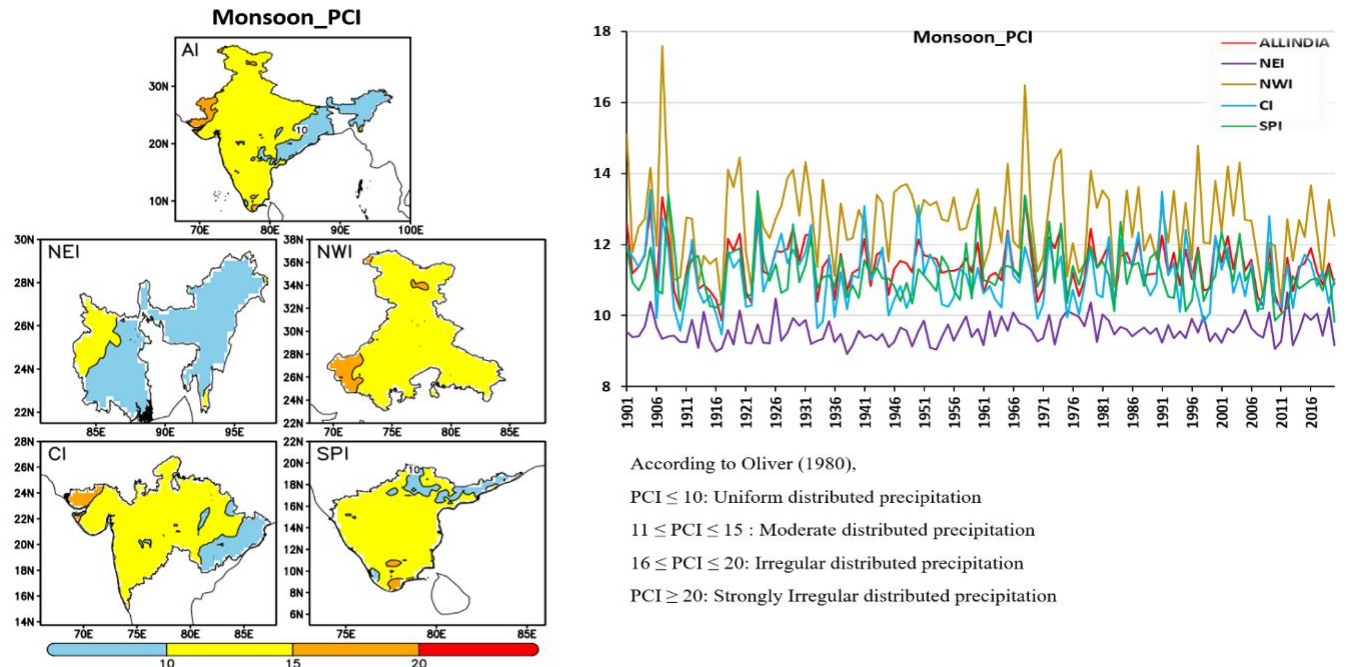 Monsoon_PCI
AI
30N
20N
10N
10
70E 80E 90E 100E
NEI
30N
28N
26N
24N
22N
85E 90E 95E
NWI
38N
36N
34N
32N
30N
28N
26N
24N
22N
70E 75E 80E 85E
CI
28N
26N
24N
22N
20N
18N
16N
14N
70E 75E 80E 85E
SPI
22N
20N
18N
16N
14N
12N
10N
8N
6N
10
75E 80E 85E
10 15 20
Monsoon_PCI
18
16
14
12
10
8
ALLINDIA
NEI
NWI
CI
SPI
1901 1906 1911 1916 1921 1926 1931 1936 1941 1946 1951 1956 1961 1966 1971 1976 1981 1986 1991 1996 2001 2006 2011 2016
According to Oliver (1980),
PCI ≤ 10: Uniform distributed precipitation
11 ≤ PCI ≤ 15 : Moderate distributed precipitation
16 ≤ PCI ≤ 20: Irregular distributed precipitation
PCI ≥ 20: Strongly Irregular distributed precipitation